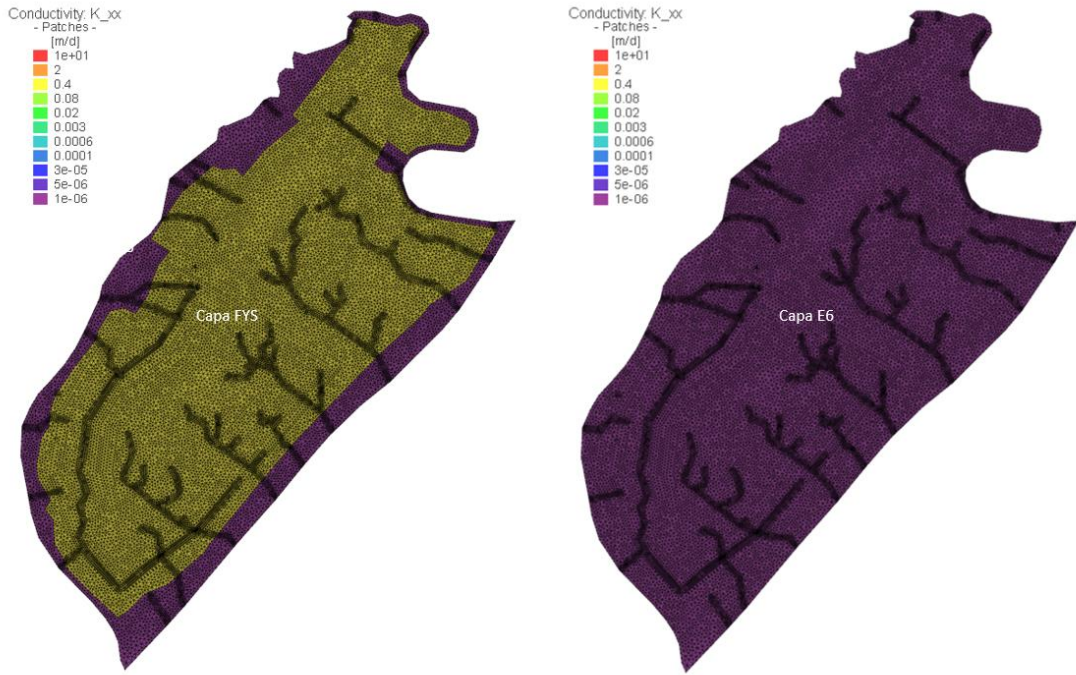 Conductivity: K_xx
- Patches -
[m/d]
1e+01
2
0.4
0.08
0.02
0.003
0.0006
0.0001
3e-05
5e-06
1e-06
Capa FYS
Conductivity: K_xx
- Patches -
[m/d]
1e+01
2
0.4
0.08
0.02
0.003
0.0006
0.0001
3e-05
5e-06
1e-06
Capa E6